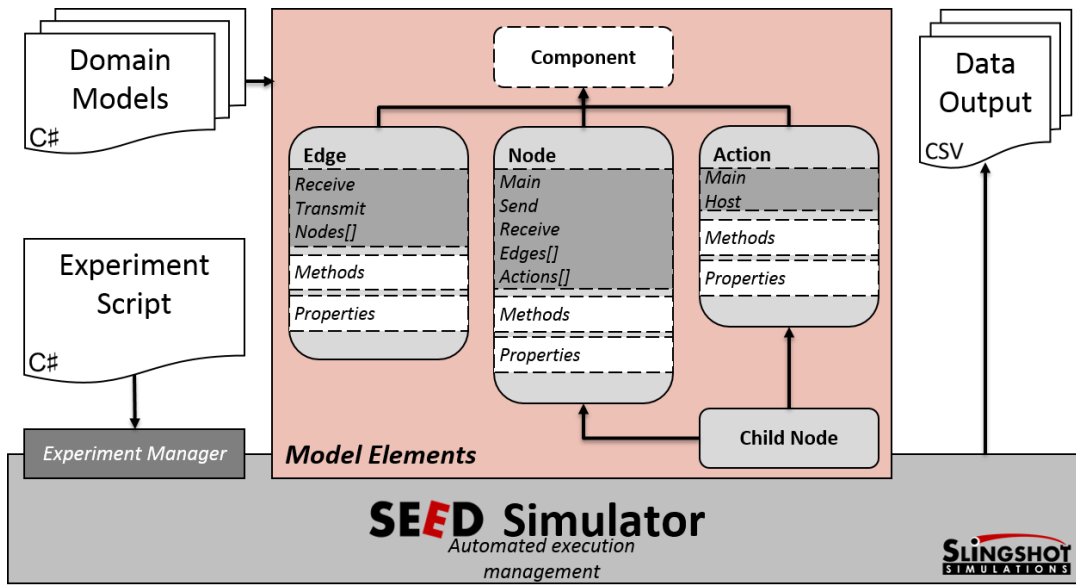 Domain
Models
C#
Experiment
Script
C#
Experiment Manager
Component
Edge
Receive
Transmit
Nodes[]
Methods
Properties
Node
Main
Send
Receive
Edges[]
Actions[]
Methods
Properties
Action
Main
Host
Methods
Properties
Child Node
Model Elements
Data
Output
CSV
SEED Simulator
Automated execution
management
SLINGSHOT
SIMULATIONS